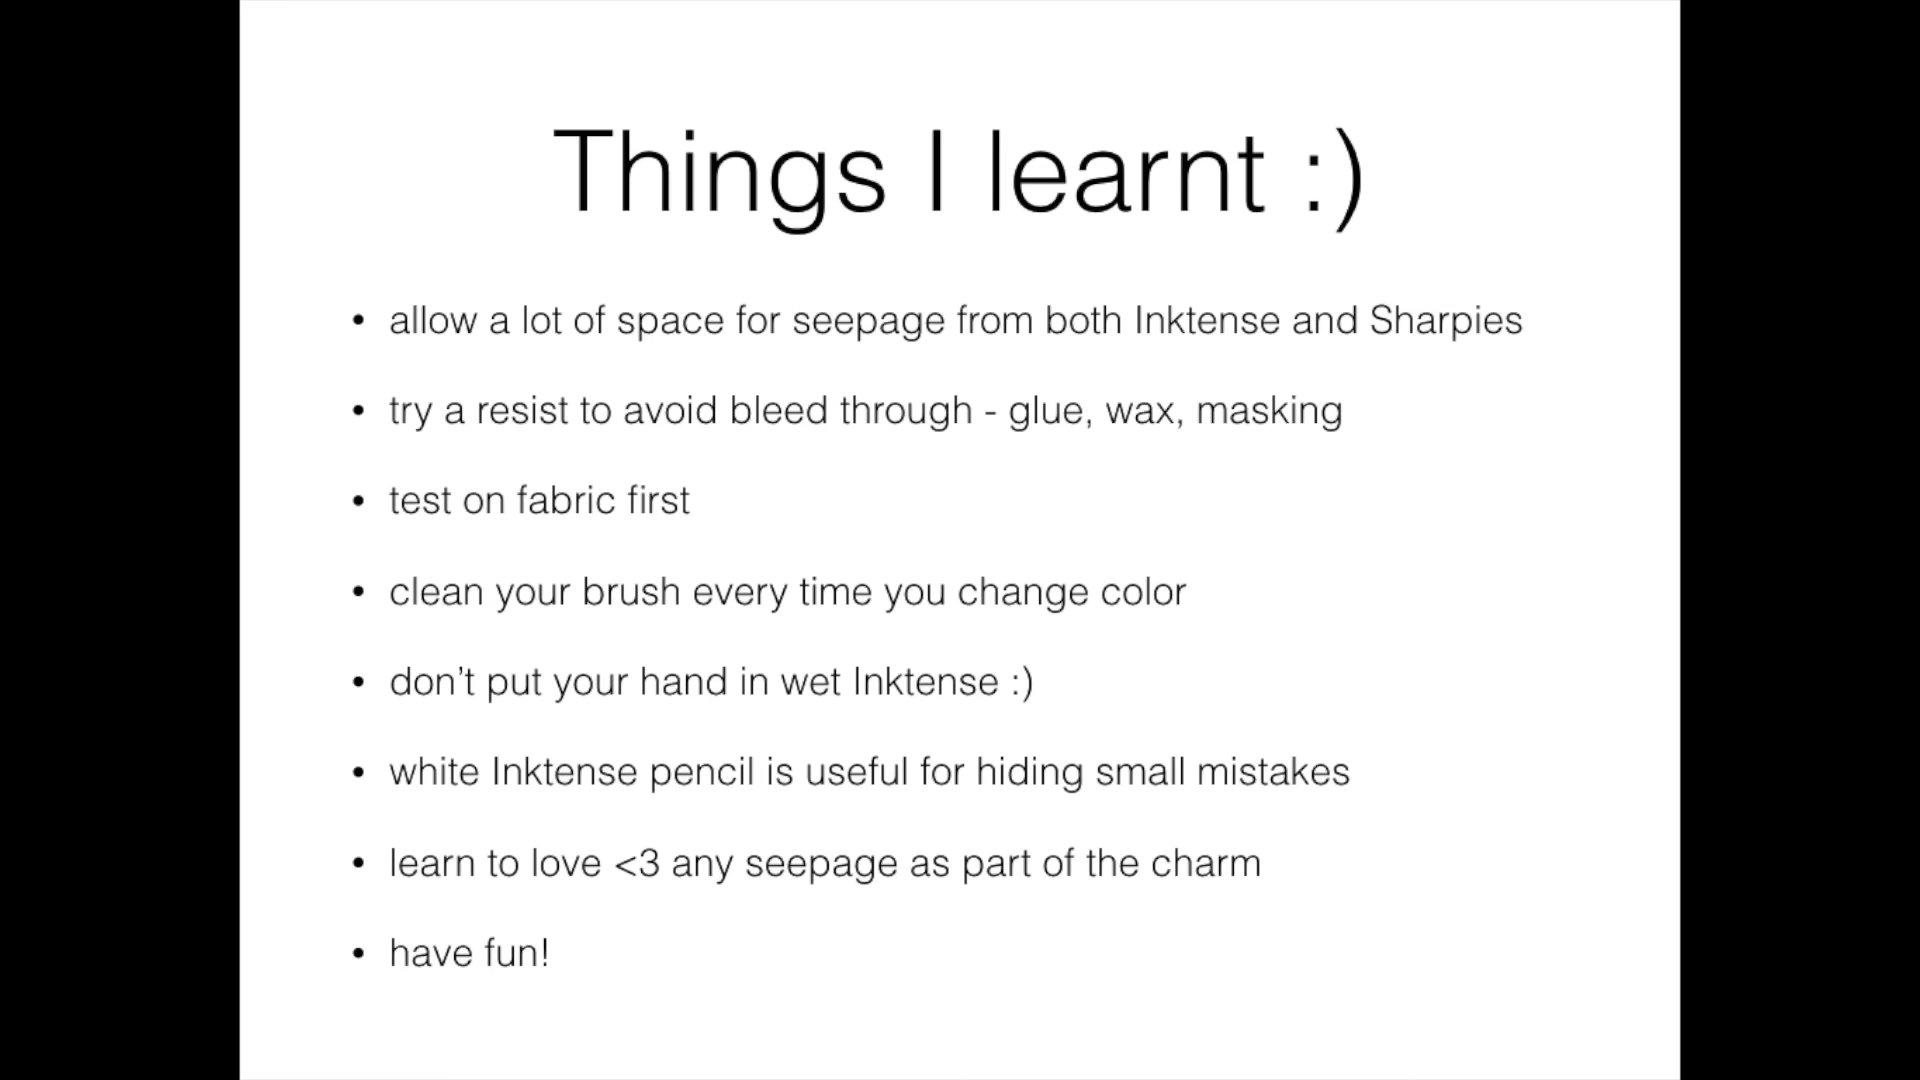 Things I learnt :)
• allow a lot of space for seepage from both Inktense and Sharpies
• try a resist to avoid bleed through - glue, wax, masking
• test on fabric first
• clean your brush every time you change color
• don’t put your hand in wet Inktense :)
• white Inktense pencil is useful for hiding small mistakes
• learn to love <3 any seepage as part of the charm
• have fun!